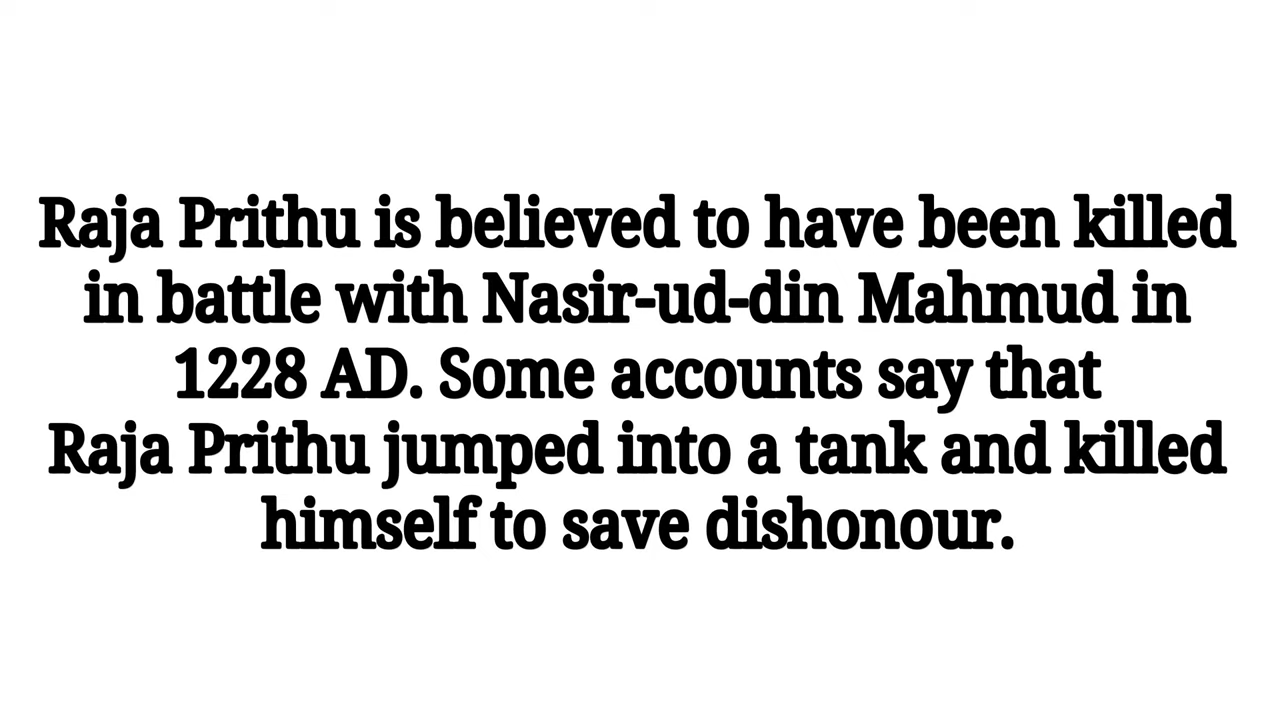 Raja Prithu is believed to have been killed
in battle with Nasir-ud-din Mahmud in
1228 AD. Some accounts say that
Raja Prithu jumped into a tank and killed
himself to save dishonour.